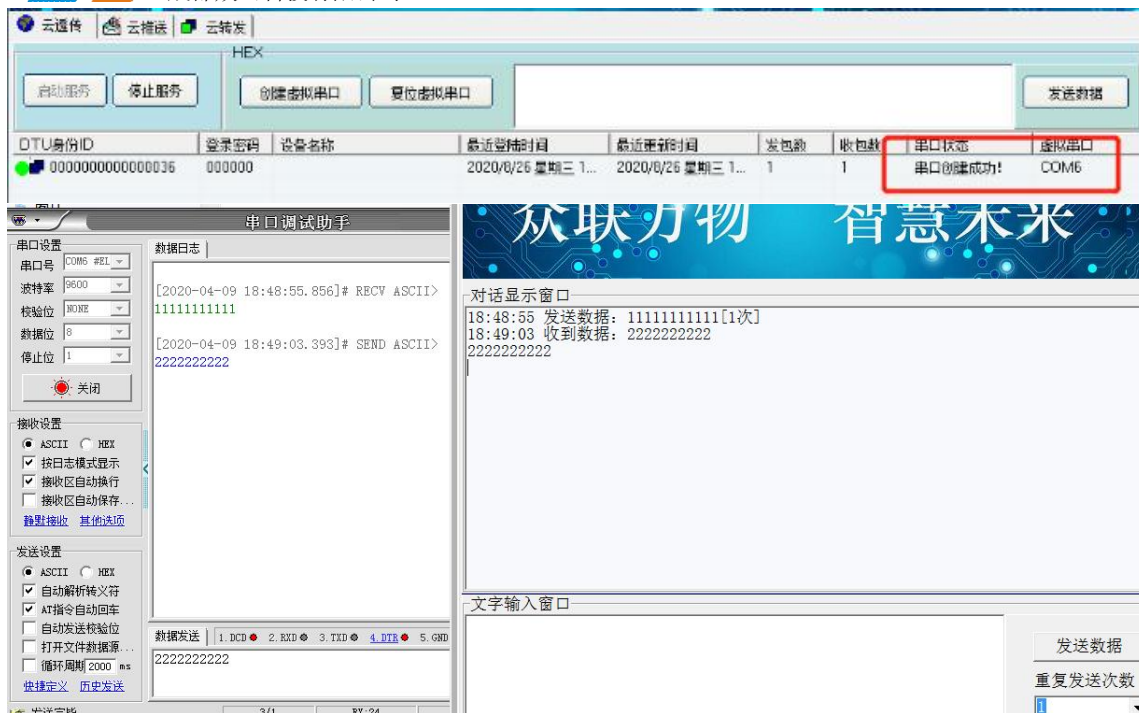 云透传 云推送 云转发
HEX
启动服务 停止服务 创建虚拟串口 复位虚拟串口 发送数据
DTU身份ID 登录密码 设备名称 最近登陆时间 最近更新时间 发包数 收包数 串口状态 虚拟串口
0000000000000036 000000 2020/8/26 星期三 1... 2020/8/26 星期三 1... 1 1 串口创建成功! COM6
串口调试助手
串口设置
串口号 COM6 #EL
波特率 9600
校验位 NONE
数据位 8
停止位 1
关闭
接收设置
ASCII HEX
按日志模式显示
接收区自动换行
接收区自动保存...
静默接收 其他选项
发送设置
ASCII HEX
自动解析转义符
AT指令自动回车
自动发送校验位
打开文件数据源...
循环周期 2000 ms
快捷定义 历史发送
数据日志
[2020-04-09 18:48:55.856]# RECV ASCII>
11111111111
[2020-04-09 18:49:03.393]# SEND ASCII>
2222222222
数据发送 1.DCD 2.RXD 3.TXD 4.DTR 5.GND
2222222222
3/1 RX:24
众联万物 智慧未来
对话显示窗口
18:48:55 发送数据: 11111111111[1次]
18:49:03 收到数据: 2222222222
2222222222
文字输入窗口
发送数据
重复发送次数
1